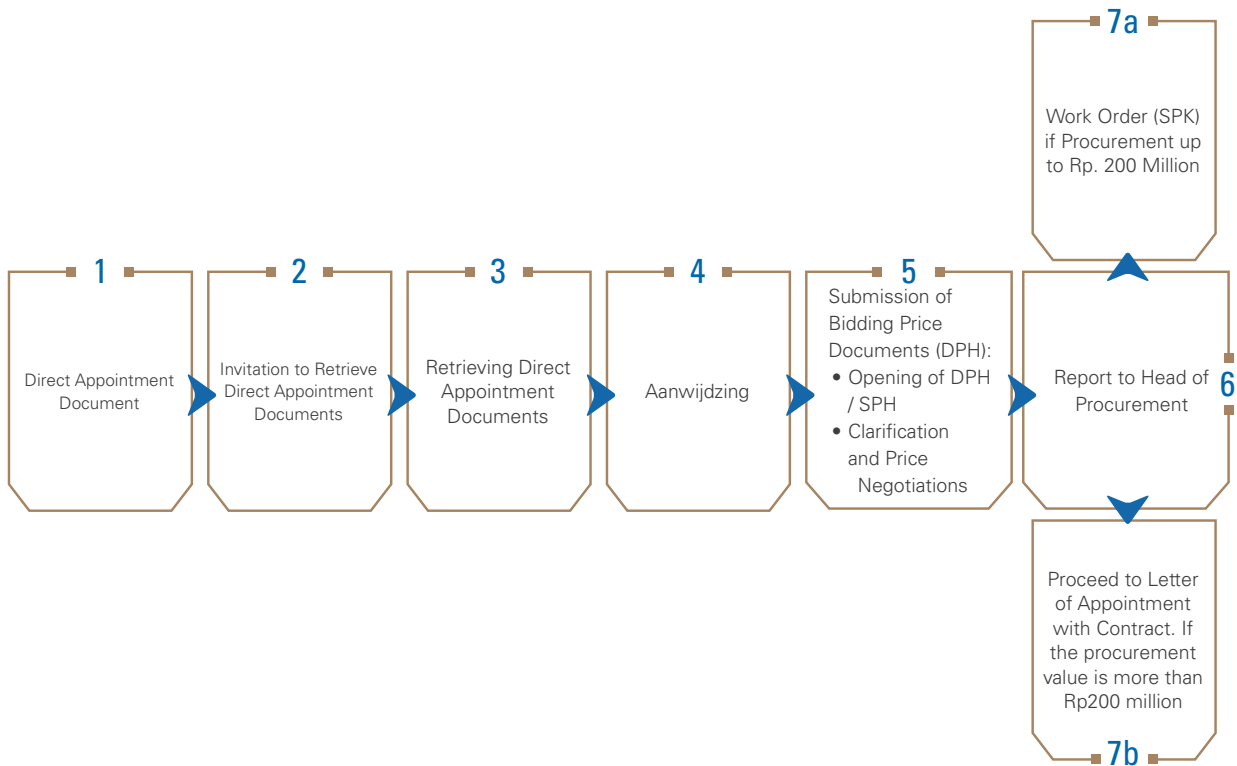 7a
Work Order (SPK)
if Procurement up
to Rp. 200 Million
1
Direct Appointment
Document
2
Invitation to Retrieve
Direct Appointment
Documents
3
Retrieving Direct
Appointment
Documents
4
Aanwijdzing
5
Submission of
Bidding Price
Documents (DPH):
• Opening of DPH
/ SPH
• Clarification
and Price
Negotiations
6
Report to Head of
Procurement
Proceed to Letter
of Appointment
with Contract. If
the procurement
value is more than
Rp200 million
7b